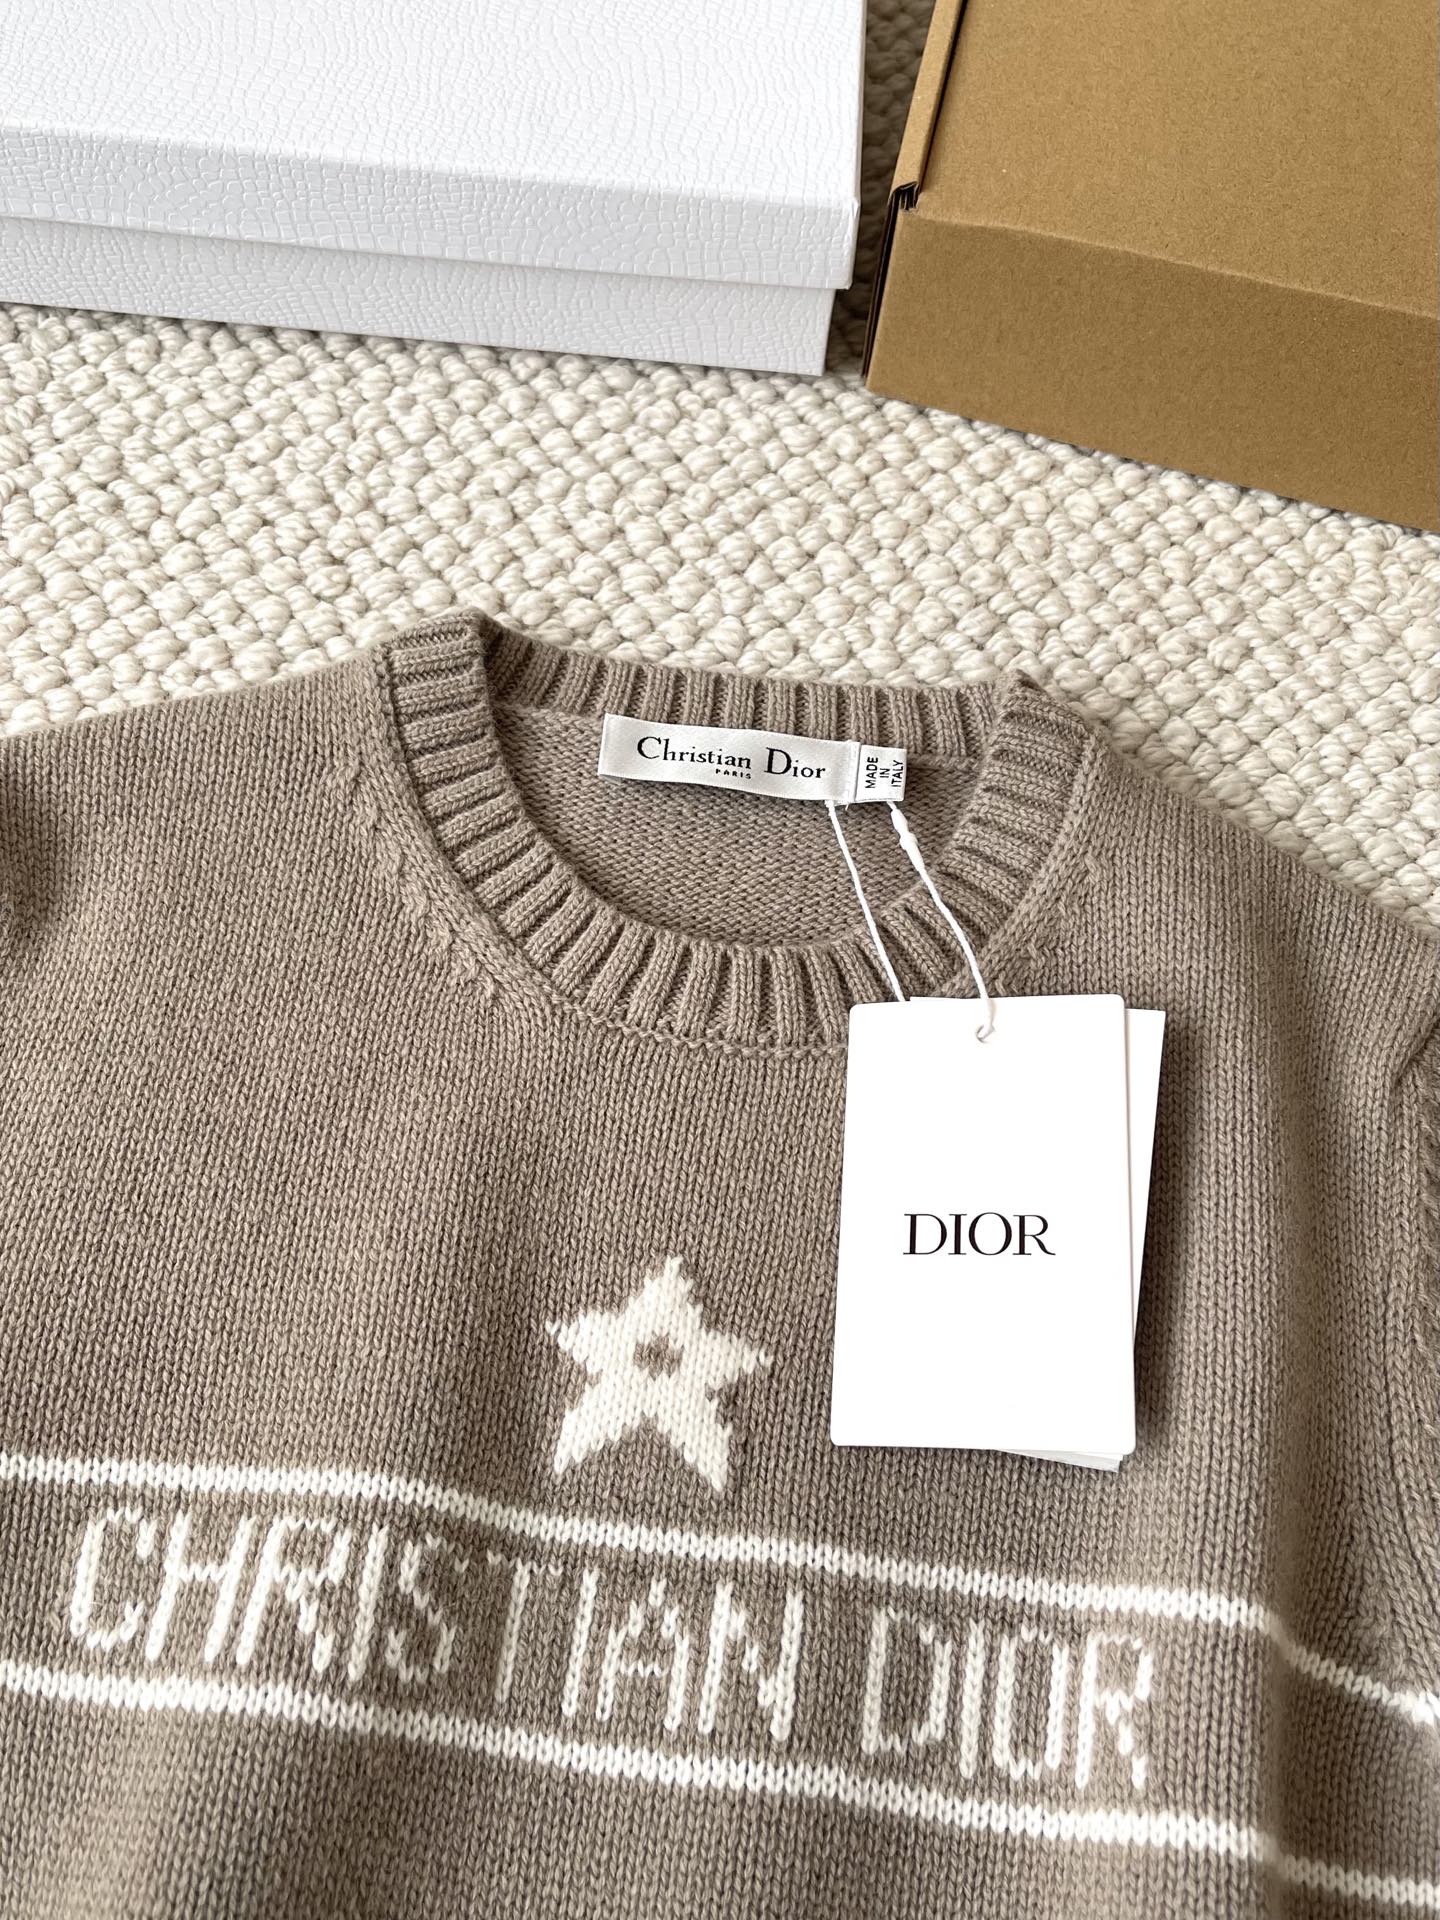 Christian Dior
PARIS
MADE
IN
ITALY
DIOR
CHRISTIAN DIOR